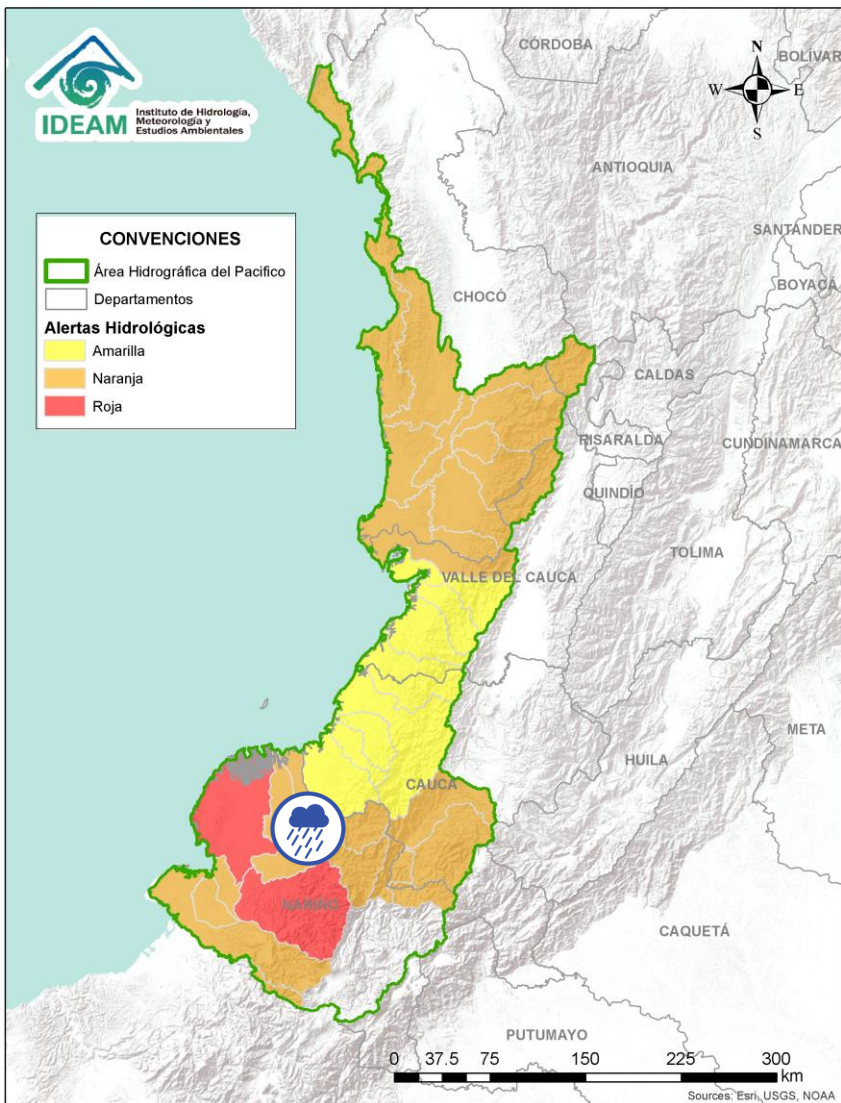 IDEAM
Instituto de Hidrología,
Meteorología y
Estudios Ambientales
CÓRDOBA
BOLÍVAR
N
W
E
S
ANTIOQUIA
SANTANDER
BOYACÁ
CONVENCIONES
Área Hidrográfica del Pacifico
Departamentos
Alertas Hidrológicas
Amarilla
Naranja
Roja
CHOCÓ
CALDAS
RISARALDA
CUNDINAMARCA
QUINDÍO
TOLIMA
VALLE DEL CAUCA
META
HUILA
CAUCA
NARIÑO
CAQUETÁ
PUTUMAYO
0 37.5 75 150 225 300
km
Sources: Esri, USGS, NOAA